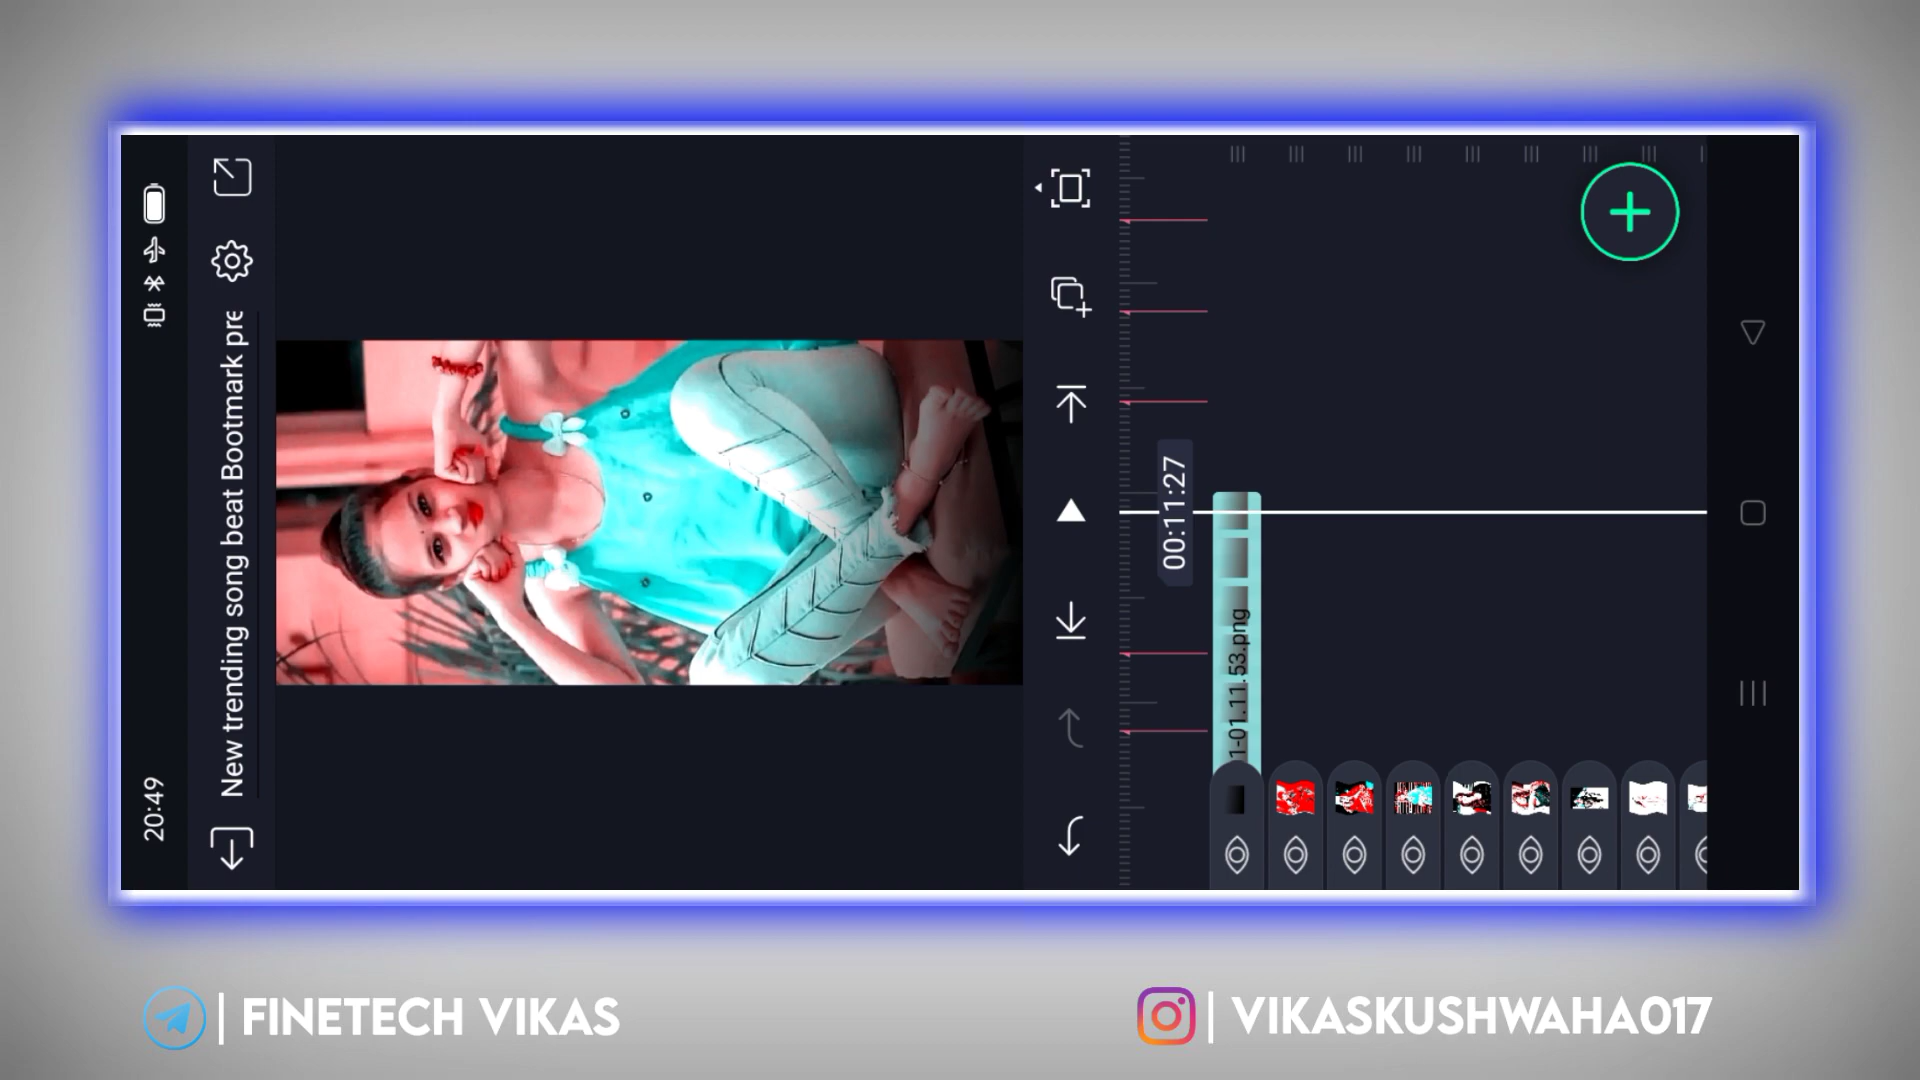 20:49
New trending song beat Bootmark pre
00:11:27
1-01.11.53.png
| FINETECH VIKAS
| VIKASKUSHWAHA017